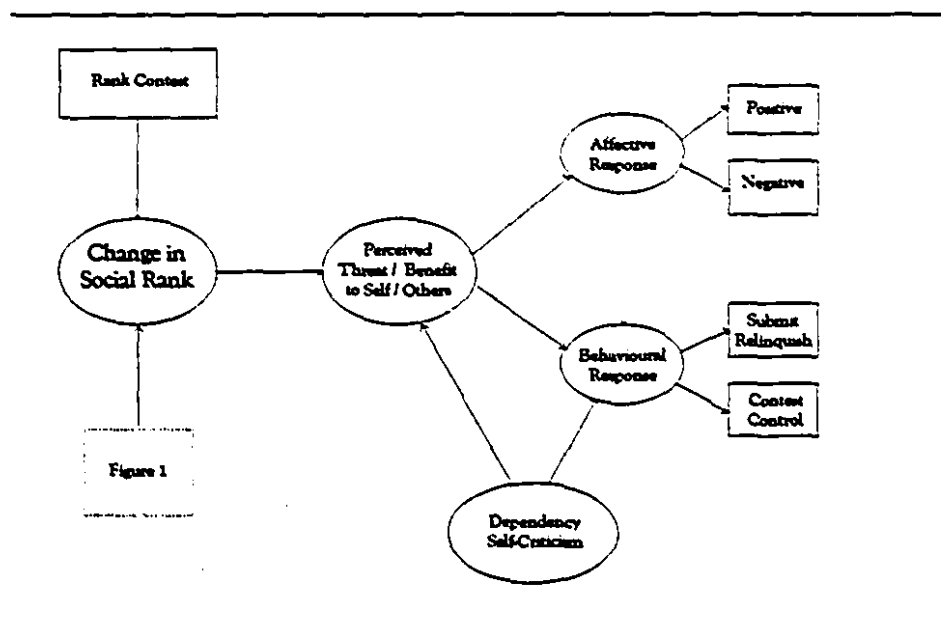 Rank Contest
Change in
Social Rank
Figure 1
Perceived
Threat / Benefit
to Self / Others
Affective
Response
Positive
Negative
Behavioural
Response
Submit
Relinquish
Contest
Control
Dependency
Self-Criticism